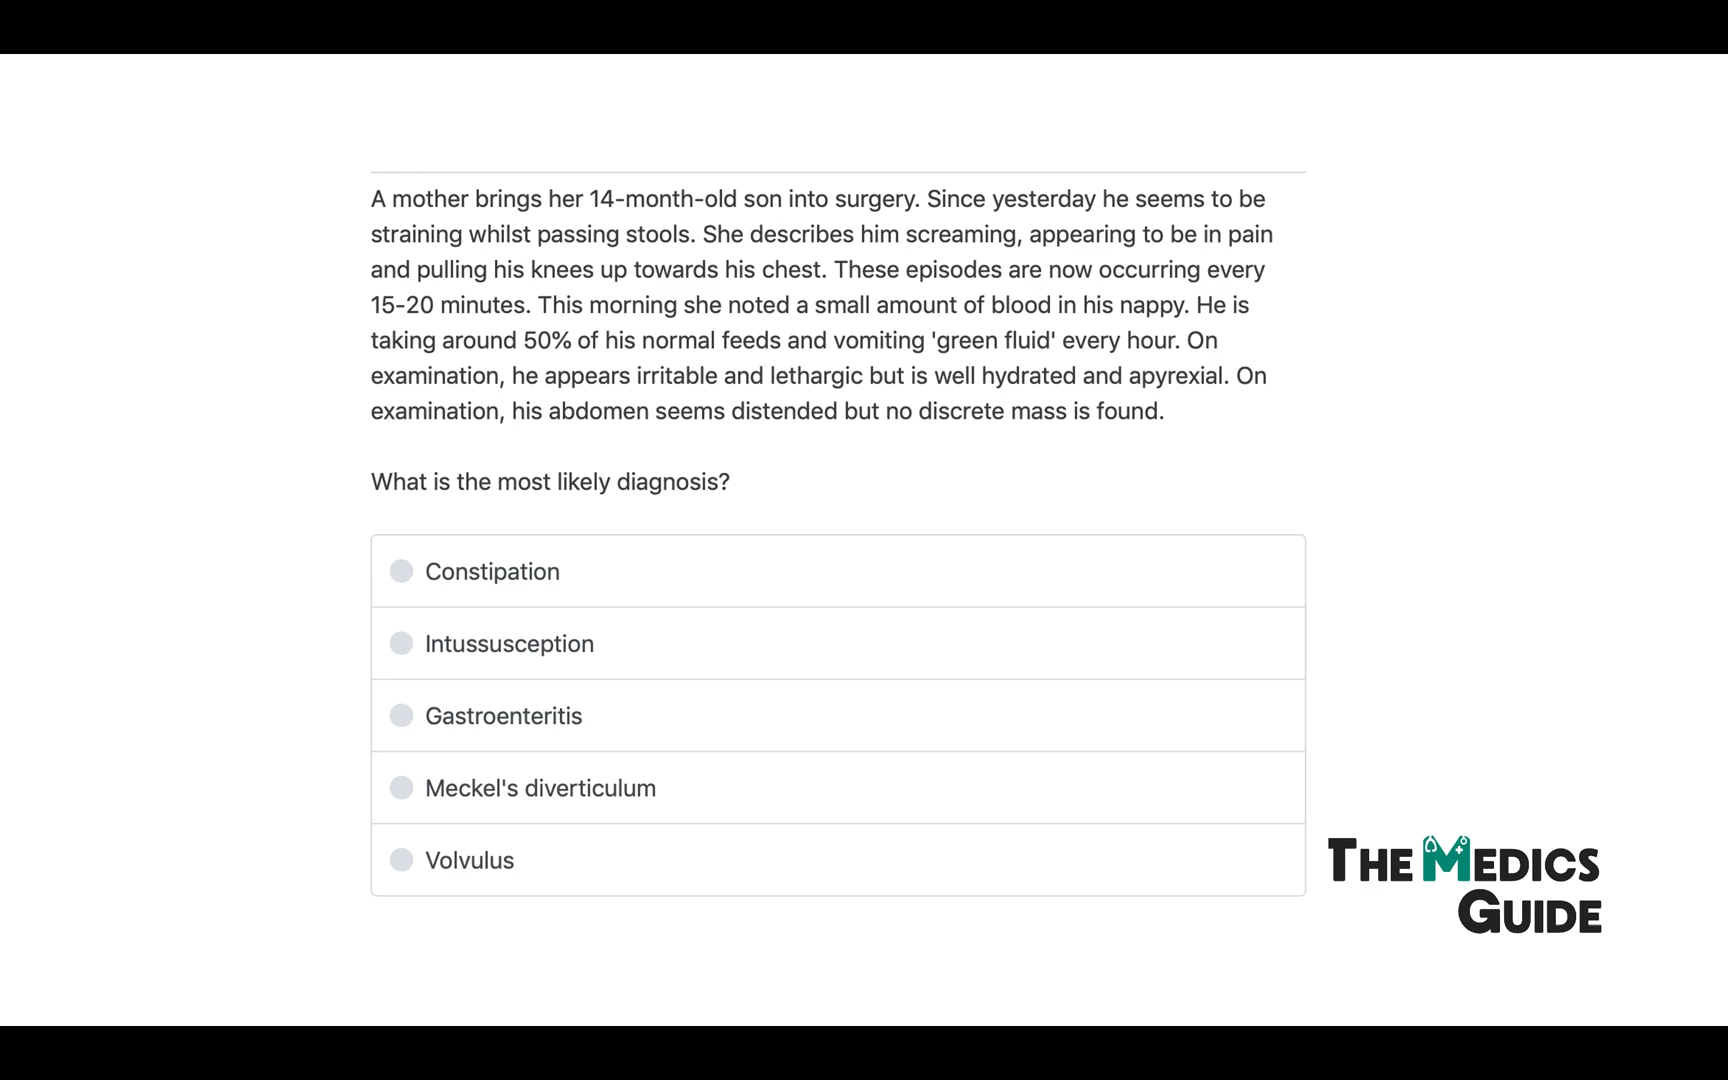 A mother brings her 14-month-old son into surgery. Since yesterday he seems to be
straining whilst passing stools. She describes him screaming, appearing to be in pain
and pulling his knees up towards his chest. These episodes are now occurring every
15-20 minutes. This morning she noted a small amount of blood in his nappy. He is
taking around 50% of his normal feeds and vomiting 'green fluid' every hour. On
examination, he appears irritable and lethargic but is well hydrated and apyrexial. On
examination, his abdomen seems distended but no discrete mass is found.
What is the most likely diagnosis?
Constipation
Intussusception
Gastroenteritis
Meckel's diverticulum
Volvulus
THE MEDICS
GUIDE